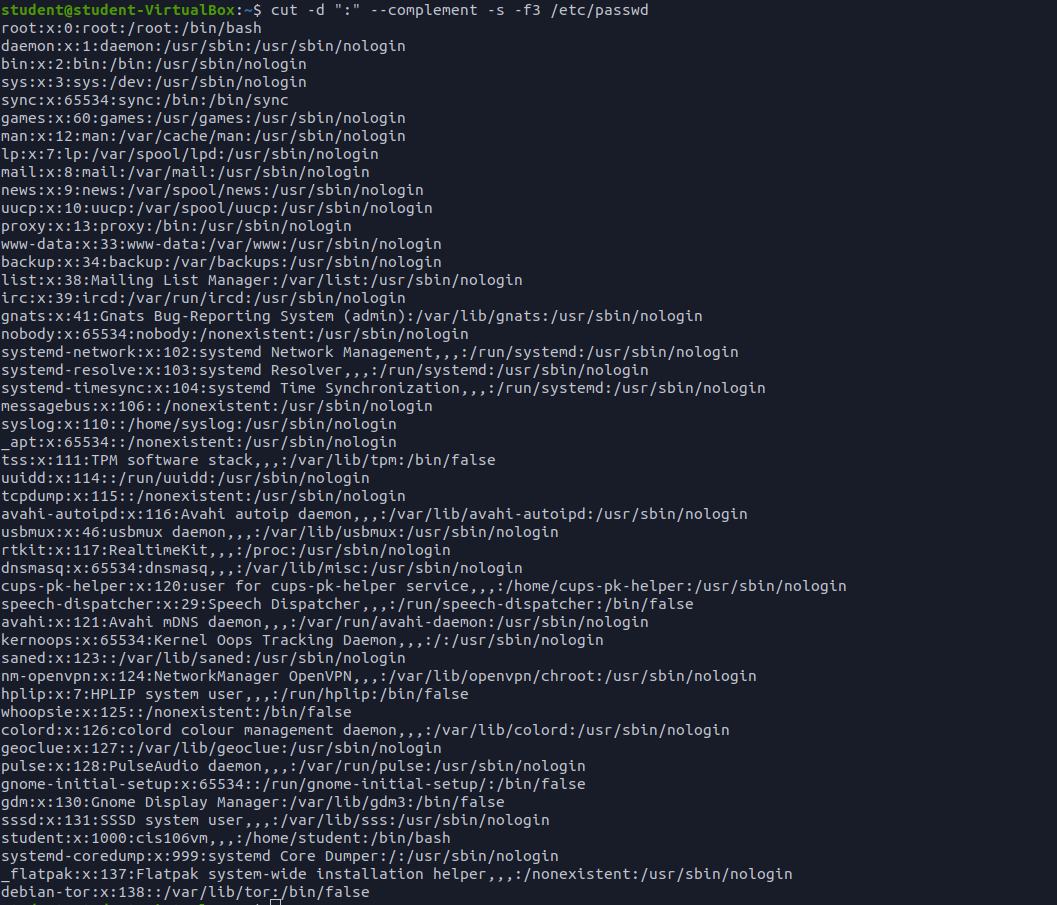 student@student-VirtualBox:~$ cut -d ":" --complement -s -f3 /etc/passwd
root:x:0:root:/root:/bin/bash
daemon:x:1:daemon:/usr/sbin:/usr/sbin/nologin
bin:x:2:bin:/bin:/usr/sbin/nologin
sys:x:3:sys:/dev:/usr/sbin/nologin
sync:x:65534:sync:/bin:/bin/sync
games:x:60:games:/usr/games:/usr/sbin/nologin
man:x:12:man:/var/cache/man:/usr/sbin/nologin
lp:x:7:lp:/var/spool/lpd:/usr/sbin/nologin
mail:x:8:mail:/var/mail:/usr/sbin/nologin
news:x:9:news:/var/spool/news:/usr/sbin/nologin
uucp:x:10:uucp:/var/spool/uucp:/usr/sbin/nologin
proxy:x:13:proxy:/bin:/usr/sbin/nologin
www-data:x:33:www-data:/var/www:/usr/sbin/nologin
backup:x:34:backup:/var/backups:/usr/sbin/nologin
list:x:38:Mailing List Manager:/var/list:/usr/sbin/nologin
irc:x:39:ircd:/var/run/ircd:/usr/sbin/nologin
gnats:x:41:Gnats Bug-Reporting System (admin):/var/lib/gnats:/usr/sbin/nologin
nobody:x:65534:nobody:/nonexistent:/usr/sbin/nologin
systemd-network:x:102:systemd Network Management,,,:/run/systemd:/usr/sbin/nologin
systemd-resolve:x:103:systemd Resolver,,,:/run/systemd:/usr/sbin/nologin
systemd-timesync:x:104:systemd Time Synchronization,,,:/run/systemd:/usr/sbin/nologin
messagebus:x:106::/nonexistent:/usr/sbin/nologin
syslog:x:110::/home/syslog:/usr/sbin/nologin
_apt:x:65534::/nonexistent:/usr/sbin/nologin
tss:x:111:TPM software stack,,,:/var/lib/tpm:/bin/false
uuidd:x:114::/run/uuidd:/usr/sbin/nologin
tcpdump:x:115::/nonexistent:/usr/sbin/nologin
avahi-autoipd:x:116:Avahi autoip daemon,,,:/var/lib/avahi-autoipd:/usr/sbin/nologin
usbmux:x:46:usbmux daemon,,,:/var/lib/usbmux:/usr/sbin/nologin
rtkit:x:117:RealtimeKit,,,:/proc:/usr/sbin/nologin
dnsmasq:x:65534:dnsmasq,,,:/var/lib/misc:/usr/sbin/nologin
cups-pk-helper:x:120:user for cups-pk-helper service,,,:/home/cups-pk-helper:/usr/sbin/nologin
speech-dispatcher:x:29:Speech Dispatcher,,,:/run/speech-dispatcher:/bin/false
avahi:x:121:Avahi mDNS daemon,,,:/var/run/avahi-daemon:/usr/sbin/nologin
kernoops:x:65534:Kernel Oops Tracking Daemon,,,:/:/usr/sbin/nologin
saned:x:123::/var/lib/saned:/usr/sbin/nologin
nm-openvpn:x:124:NetworkManager OpenVPN,,,:/var/lib/openvpn/chroot:/usr/sbin/nologin
hplip:x:7:HPLIP system user,,,:/run/hplip:/bin/false
whoopsie:x:125::/nonexistent:/bin/false
colord:x:126:colord colour management daemon,,,:/var/lib/colord:/usr/sbin/nologin
geoclue:x:127::/var/lib/geoclue:/usr/sbin/nologin
pulse:x:128:PulseAudio daemon,,,:/var/run/pulse:/usr/sbin/nologin
gnome-initial-setup:x:65534::/run/gnome-initial-setup/:/bin/false
gdm:x:130:Gnome Display Manager:/var/lib/gdm3:/bin/false
sssd:x:131:SSSD system user,,,:/var/lib/sss:/usr/sbin/nologin
student:x:1000:cis106vm,,,:/home/student:/bin/bash
systemd-coredump:x:999:systemd Core Dumper:/:/usr/sbin/nologin
_flatpak:x:137:Flatpak system-wide installation helper,,,:/nonexistent:/usr/sbin/nologin
debian-tor:x:138::/var/lib/tor:/bin/false